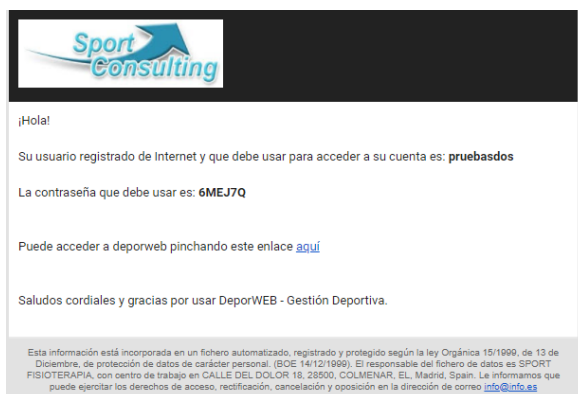 Sport
Consulting
¡Hola!
Su usuario registrado de Internet y que debe usar para acceder a su cuenta es: pruebasdos
La contraseña que debe usar es: 6MEJ7Q
Puede acceder a deporweb pinchando este enlace aquí
Saludos cordiales y gracias por usar DeporWEB - Gestión Deportiva.
Esta información está incorporada en un fichero automatizado, registrado y protegido según la ley Orgánica 15/1999, de 13 de
Diciembre, de protección de datos de carácter personal. (BOE 14/12/1999). El responsable del fichero de datos es SPORT
FISIOTERAPIA, con centro de trabajo en CALLE DEL DOLOR 18, 28500, COLMENAR, EL, Madrid, Spain. Le informamos que
puede ejercitar los derechos de acceso, rectificación, cancelación y oposición en la dirección de correo info@info.es